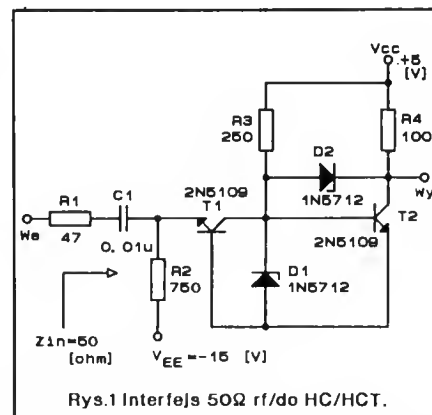 Vcc
+5
[V]
R3
250
R4
100
D2
1N5712
Wy
2N5109
T1
R1
47
C1
0.01u
We
T2
2N5109
D1
1N5712
R2
750
Zin=50
[ohm]
VEE=-15 [V]
Rys.1 Interfejs 50Ω rf/do HC/HCT.